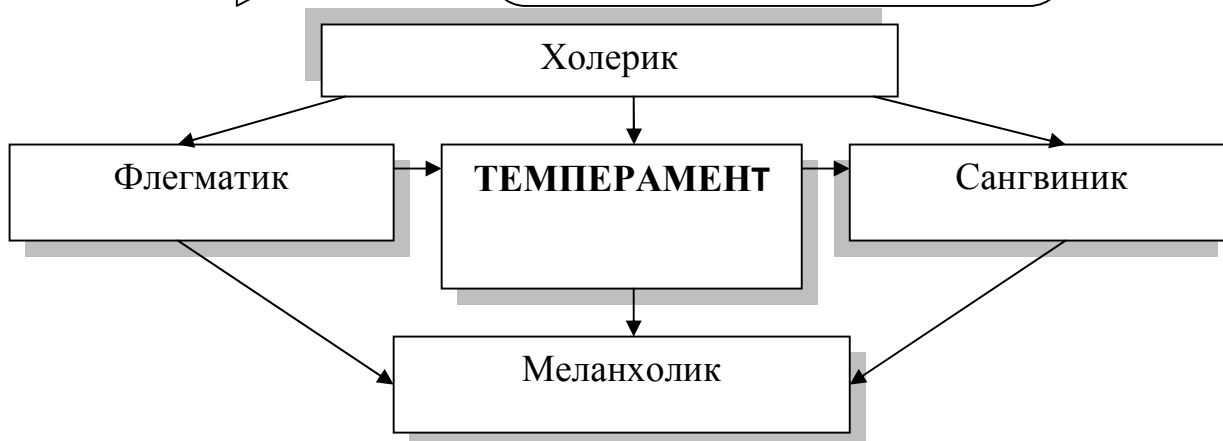 Холерик
Флегматик
ТЕМПЕРАМЕНТ
Сангвиник
Меланхолик